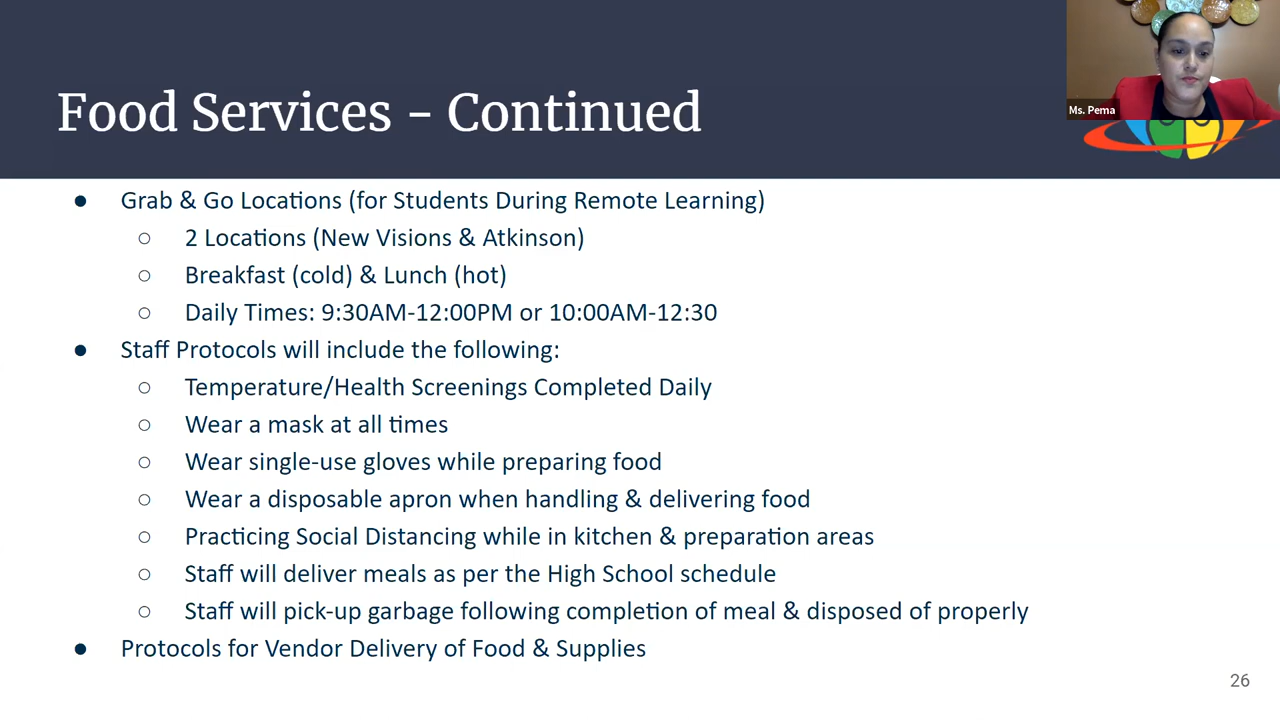 Ms. Pema
Food Services – Continued
● Grab & Go Locations (for Students During Remote Learning)
○ 2 Locations (New Visions & Atkinson)
○ Breakfast (cold) & Lunch (hot)
○ Daily Times: 9:30AM-12:00PM or 10:00AM-12:30
● Staff Protocols will include the following:
○ Temperature/Health Screenings Completed Daily
○ Wear a mask at all times
○ Wear single-use gloves while preparing food
○ Wear a disposable apron when handling & delivering food
○ Practicing Social Distancing while in kitchen & preparation areas
○ Staff will deliver meals as per the High School schedule
○ Staff will pick-up garbage following completion of meal & disposed of properly
● Protocols for Vendor Delivery of Food & Supplies
26